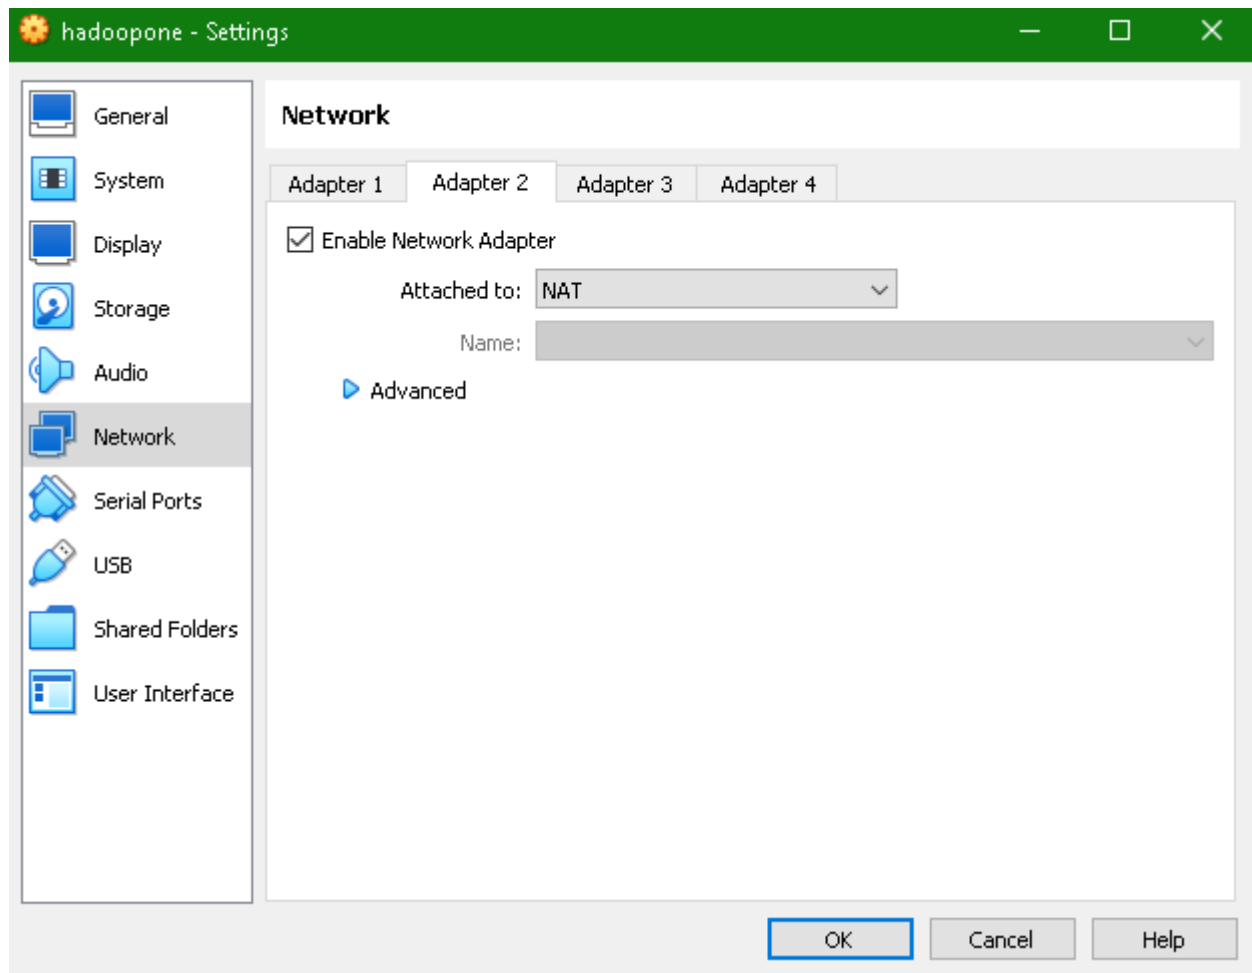 hadoopone - Settings
General
System
Display
Storage
Audio
Network
Serial Ports
USB
Shared Folders
User Interface
Network
Adapter 1 Adapter 2 Adapter 3 Adapter 4
Enable Network Adapter
Attached to: NAT
Name:
Advanced
OK Cancel Help